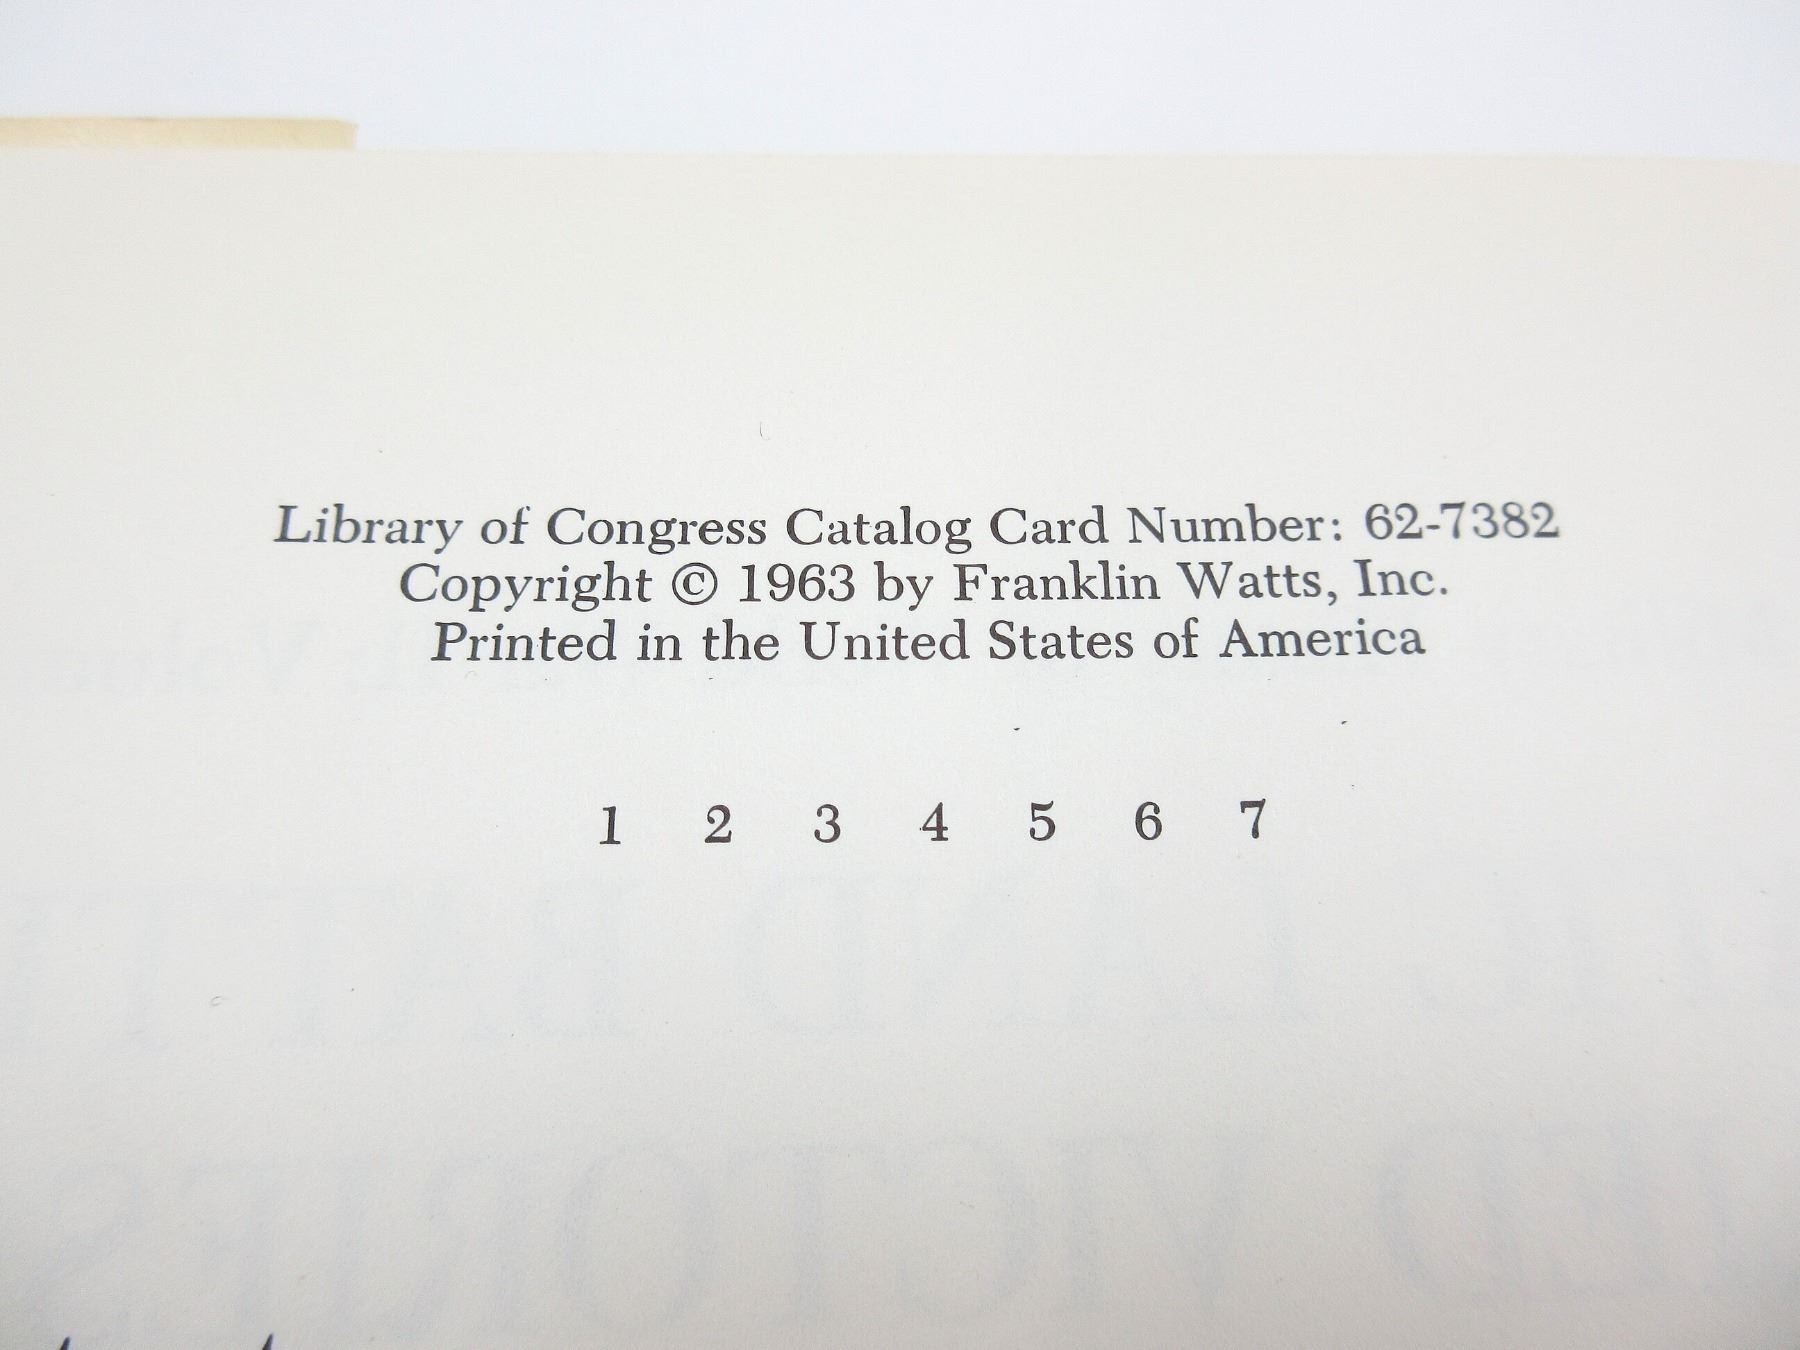 Library of Congress Catalog Card Number: 62-7382
Copyright © 1963 by Franklin Watts, Inc.
Printed in the United States of America
1 2 3 4 5 6 7